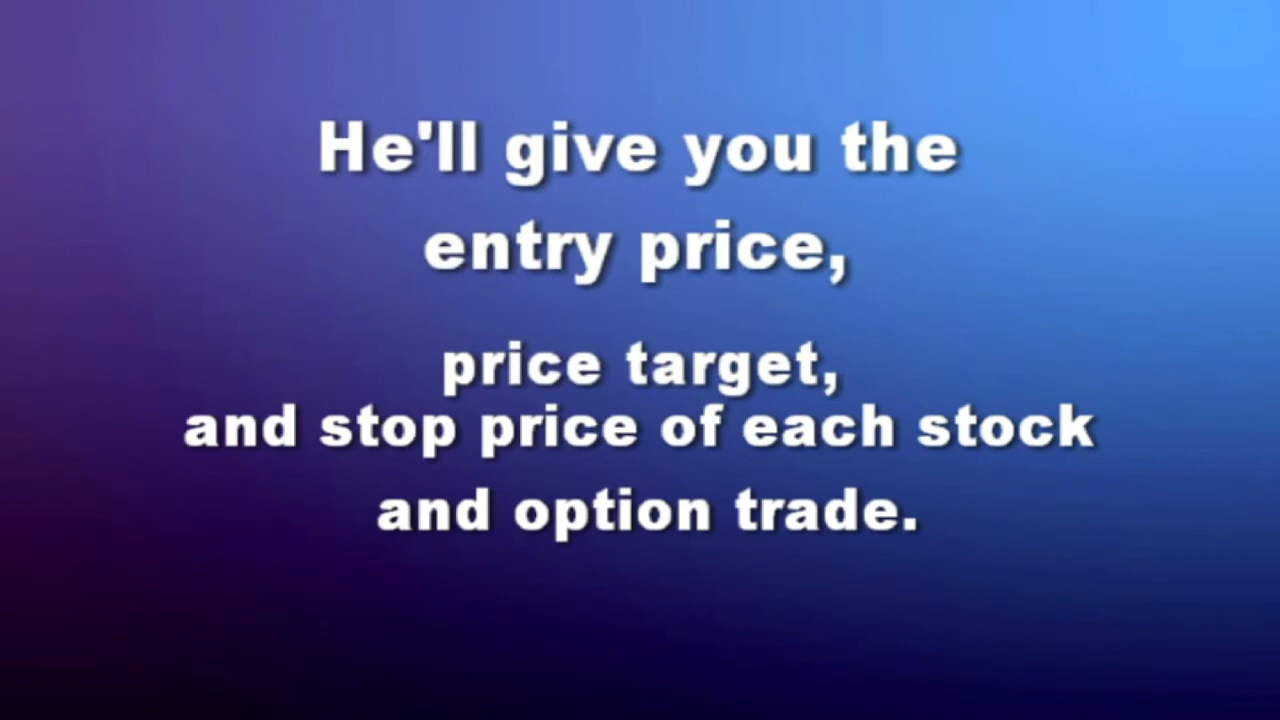 He'll give you the
entry price,
price target,
and stop price of each stock
and option trade.